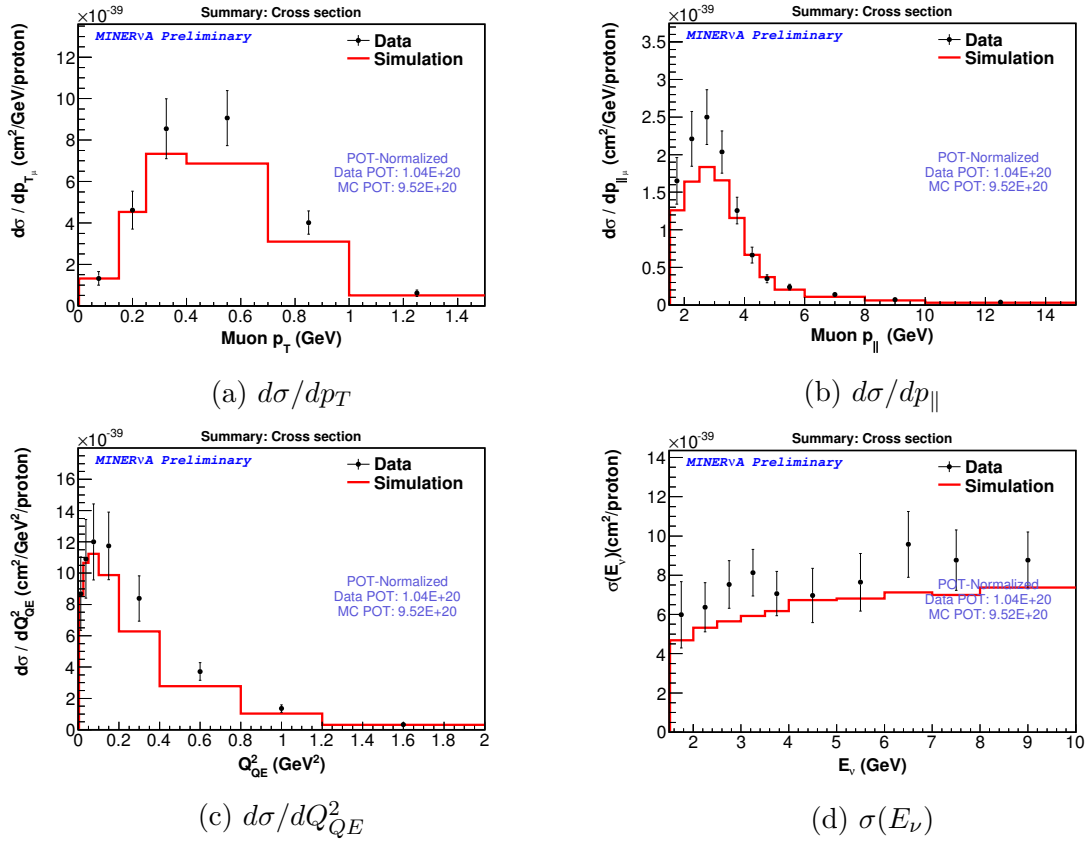 ×10⁻³⁹
Summary: Cross section
MINERνA Preliminary
Data
Simulation
POT-Normalized
Data POT: 1.04E+20
MC POT: 9.52E+20
dσ / dp_Tμ (cm²/GeV/proton)
14
12
10
8
6
4
2
0
0 0.2 0.4 0.6 0.8 1 1.2 1.4
Muon p_T (GeV)
(a) dσ/dp_T
×10⁻³⁹
Summary: Cross section
MINERνA Preliminary
Data
Simulation
POT-Normalized
Data POT: 1.04E+20
MC POT: 9.52E+20
dσ / dp_∥μ (cm²/GeV/proton)
3.5
3
2.5
2
1.5
1
0.5
0
2 4 6 8 10 12 14
Muon p_∥ (GeV)
(b) dσ/dp_∥
×10⁻³⁹
Summary: Cross section
MINERνA Preliminary
Data
Simulation
POT-Normalized
Data POT: 1.04E+20
MC POT: 9.52E+20
dσ / dQ²_QE (cm²/GeV²/proton)
16
14
12
10
8
6
4
2
0
0 0.2 0.4 0.6 0.8 1 1.2 1.4 1.6 1.8 2
Q²_QE (GeV²)
(c) dσ/dQ²_QE
×10⁻³⁹
Summary: Cross section
MINERνA Preliminary
Data
Simulation
POT-Normalized
Data POT: 1.04E+20
MC POT: 9.52E+20
σ(E_ν)(cm²/proton)
14
12
10
8
6
4
2
0
2 3 4 5 6 7 8 9 10
E_ν (GeV)
(d) σ(E_ν)